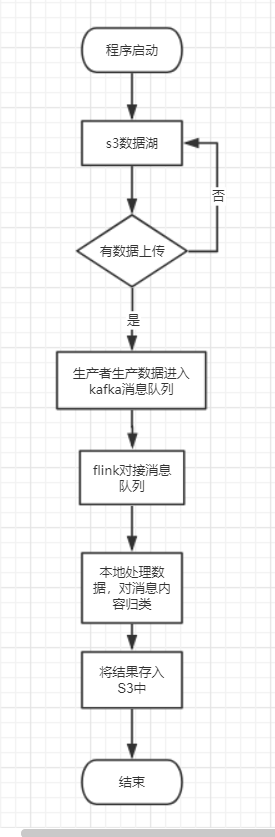 程序启动
s3数据湖
否
有数据上传
是
生产者生产数据进入
kafka消息队列
flink对接消息
队列
本地处理数
据，对消息内
容归类
将结果存入
S3中
结束